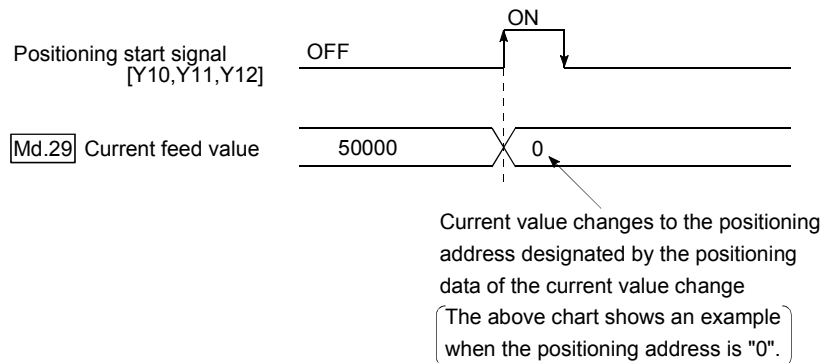 ON
Positioning start signal
[Y10,Y11,Y12]
OFF
Md.29 Current feed value
50000
0
Current value changes to the positioning
address designated by the positioning
data of the current value change
The above chart shows an example
when the positioning address is "0".